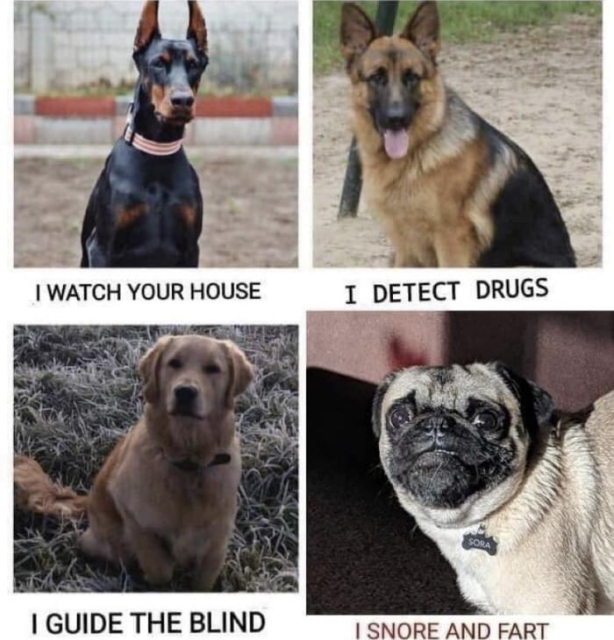 I WATCH YOUR HOUSE
I DETECT DRUGS
I GUIDE THE BLIND
SORA
I SNORE AND FART